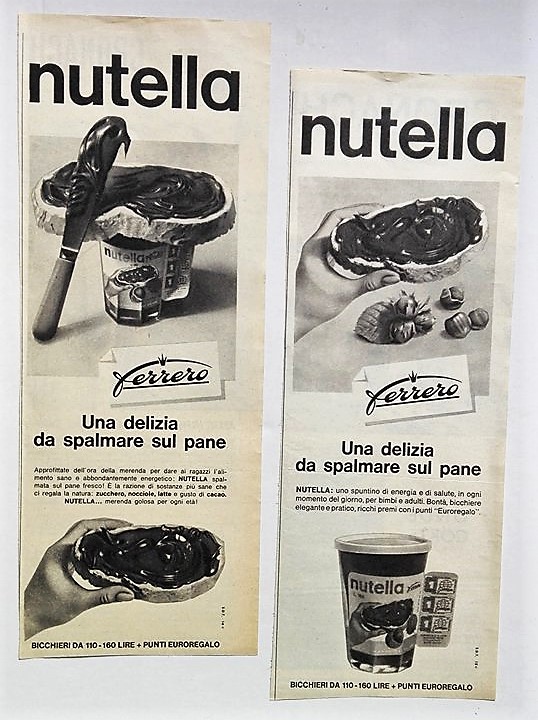 nutella
nutella
Ferrero
Una delizia
da spalmare sul pane
Approfittate dell'ora della merenda per dare ai ragazzi l'ali-
mento sano e abbondantemente energetico: NUTELLA spal-
mata sul pane fresco! È la razione di sostanze più sane che
ci regala la natura: zucchero, nocciole, latte e gusto di cacao.
NUTELLA... merenda golosa per ogni età!
BICCHIERI DA 110-160 LIRE + PUNTI EUROREGALO
nutella
Ferrero
Una delizia
da spalmare sul pane
NUTELLA: uno spuntino di energia e di salute, in ogni
momento del giorno, per bimbi e adulti. Bontà, bicchiere
elegante e pratico, ricchi premi con i punti "Euroregalo".
nutella
1
1
1
BICCHIERI DA 110-160 LIRE + PUNTI EUROREGALO